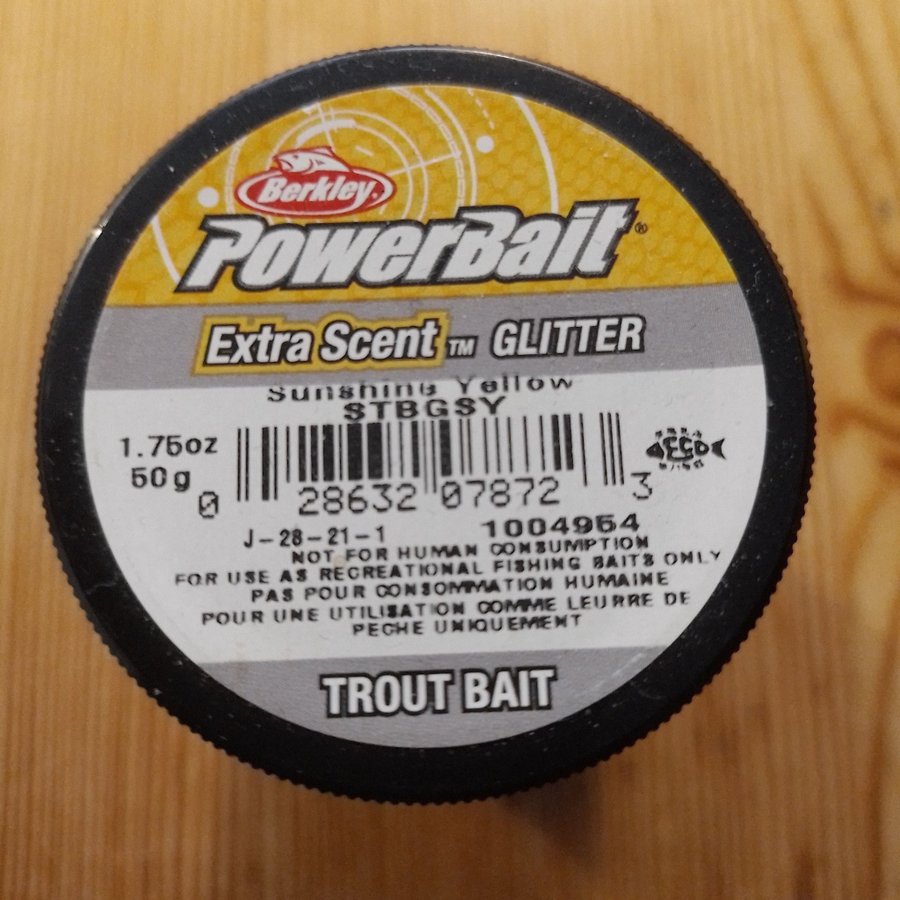 Berkley
PowerBait®
Extra Scent™ GLITTER
Sunshine Yellow
STBGSY
1.75oz
50g
0 28632 07872 3
J-28-21-1 1004954
NOT FOR HUMAN CONSUMPTION
FOR USE AS RECREATIONAL FISHING BAITS ONLY
PAS POUR CONSOMMATION HUMAINE
POUR UNE UTILISATION COMME LEURRE DE
PECHE UNIQUEMENT
TROUT BAIT